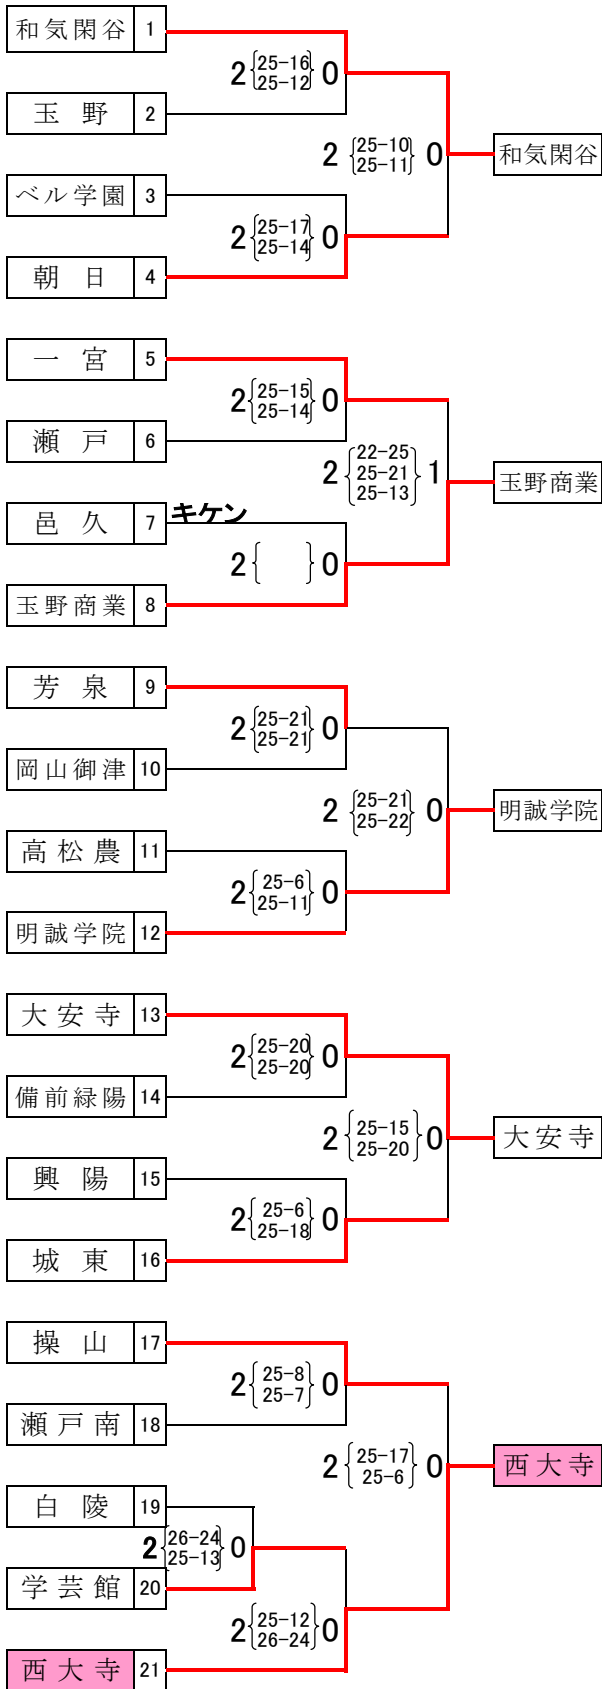 和気閑谷 1
2 25-16 0
25-12
玉野 2
2 25-10 0
25-11
和気閑谷
ベル学園 3
2 25-17 0
25-14
朝日 4
一宮 5
2 25-15 0
25-14
瀬戸 6
22-25
2 25-21 1
25-13
玉野商業
邑久 7 キケン
2 { } 0
玉野商業 8
芳泉 9
2 25-21 0
25-21
岡山御津 10
2 25-21 0
25-22
明誠学院
高松農 11
2 25-6 0
25-11
明誠学院 12
大安寺 13
2 25-20 0
25-20
備前緑陽 14
2 25-15 0
25-20
大安寺
興陽 15
2 25-6 0
25-18
城東 16
操山 17
2 25-8 0
25-7
瀬戸南 18
2 25-17 0
25-6
西大寺
白陵 19
2 26-24 0
25-13
学芸館 20
2 25-12 0
26-24
西大寺 21